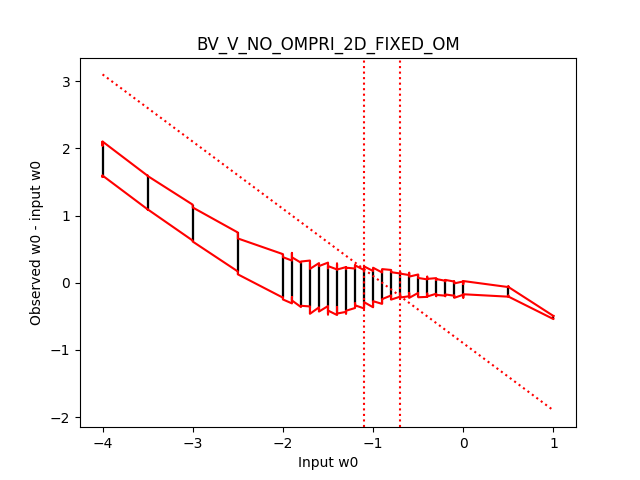 BV_V_NO_OMPRI_2D_FIXED_OM
3
2
1
0
−1
−2
Observed w0 - input w0
−4 −3 −2 −1 0 1
Input w0